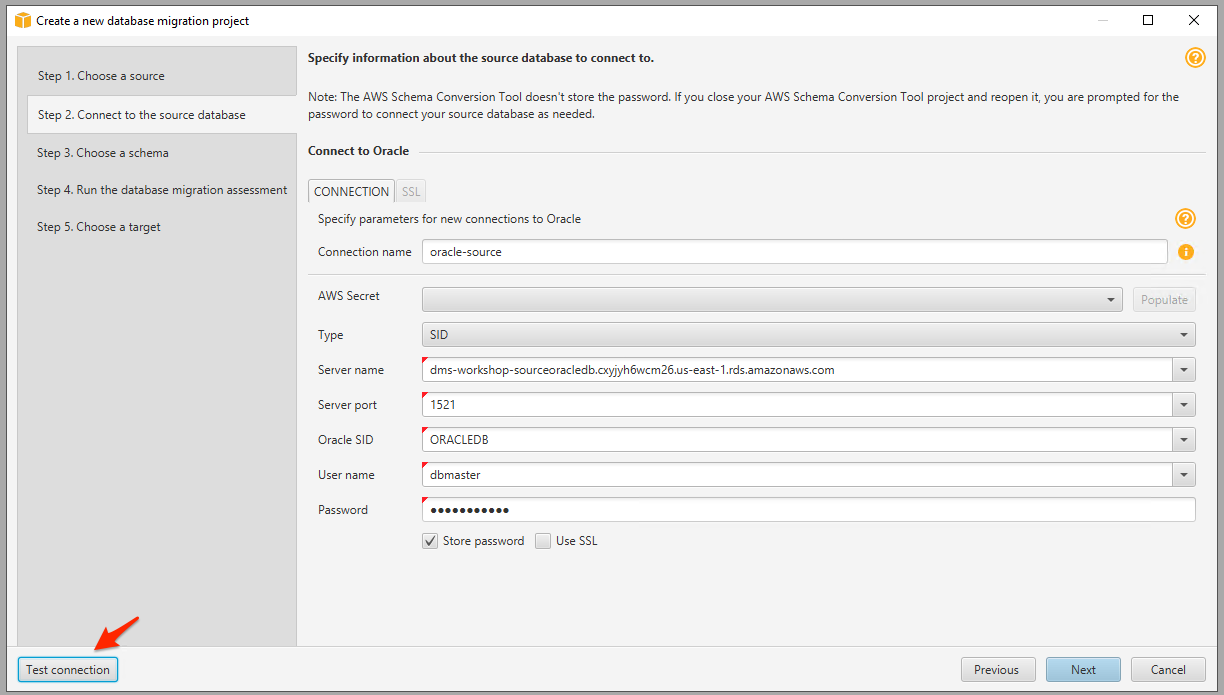 Create a new database migration project
Step 1. Choose a source
Step 2. Connect to the source database
Step 3. Choose a schema
Step 4. Run the database migration assessment
Step 5. Choose a target
Specify information about the source database to connect to.
Note: The AWS Schema Conversion Tool doesn't store the password. If you close your AWS Schema Conversion Tool project and reopen it, you are prompted for the
password to connect your source database as needed.
Connect to Oracle
CONNECTION SSL
Specify parameters for new connections to Oracle
Connection name oracle-source
AWS Secret Populate
Type SID
Server name dms-workshop-sourceoracledb.cxyjyh6wcm26.us-east-1.rds.amazonaws.com
Server port 1521
Oracle SID ORACLEDB
User name dbmaster
Password •••••••••••
Store password Use SSL
Test connection Previous Next Cancel